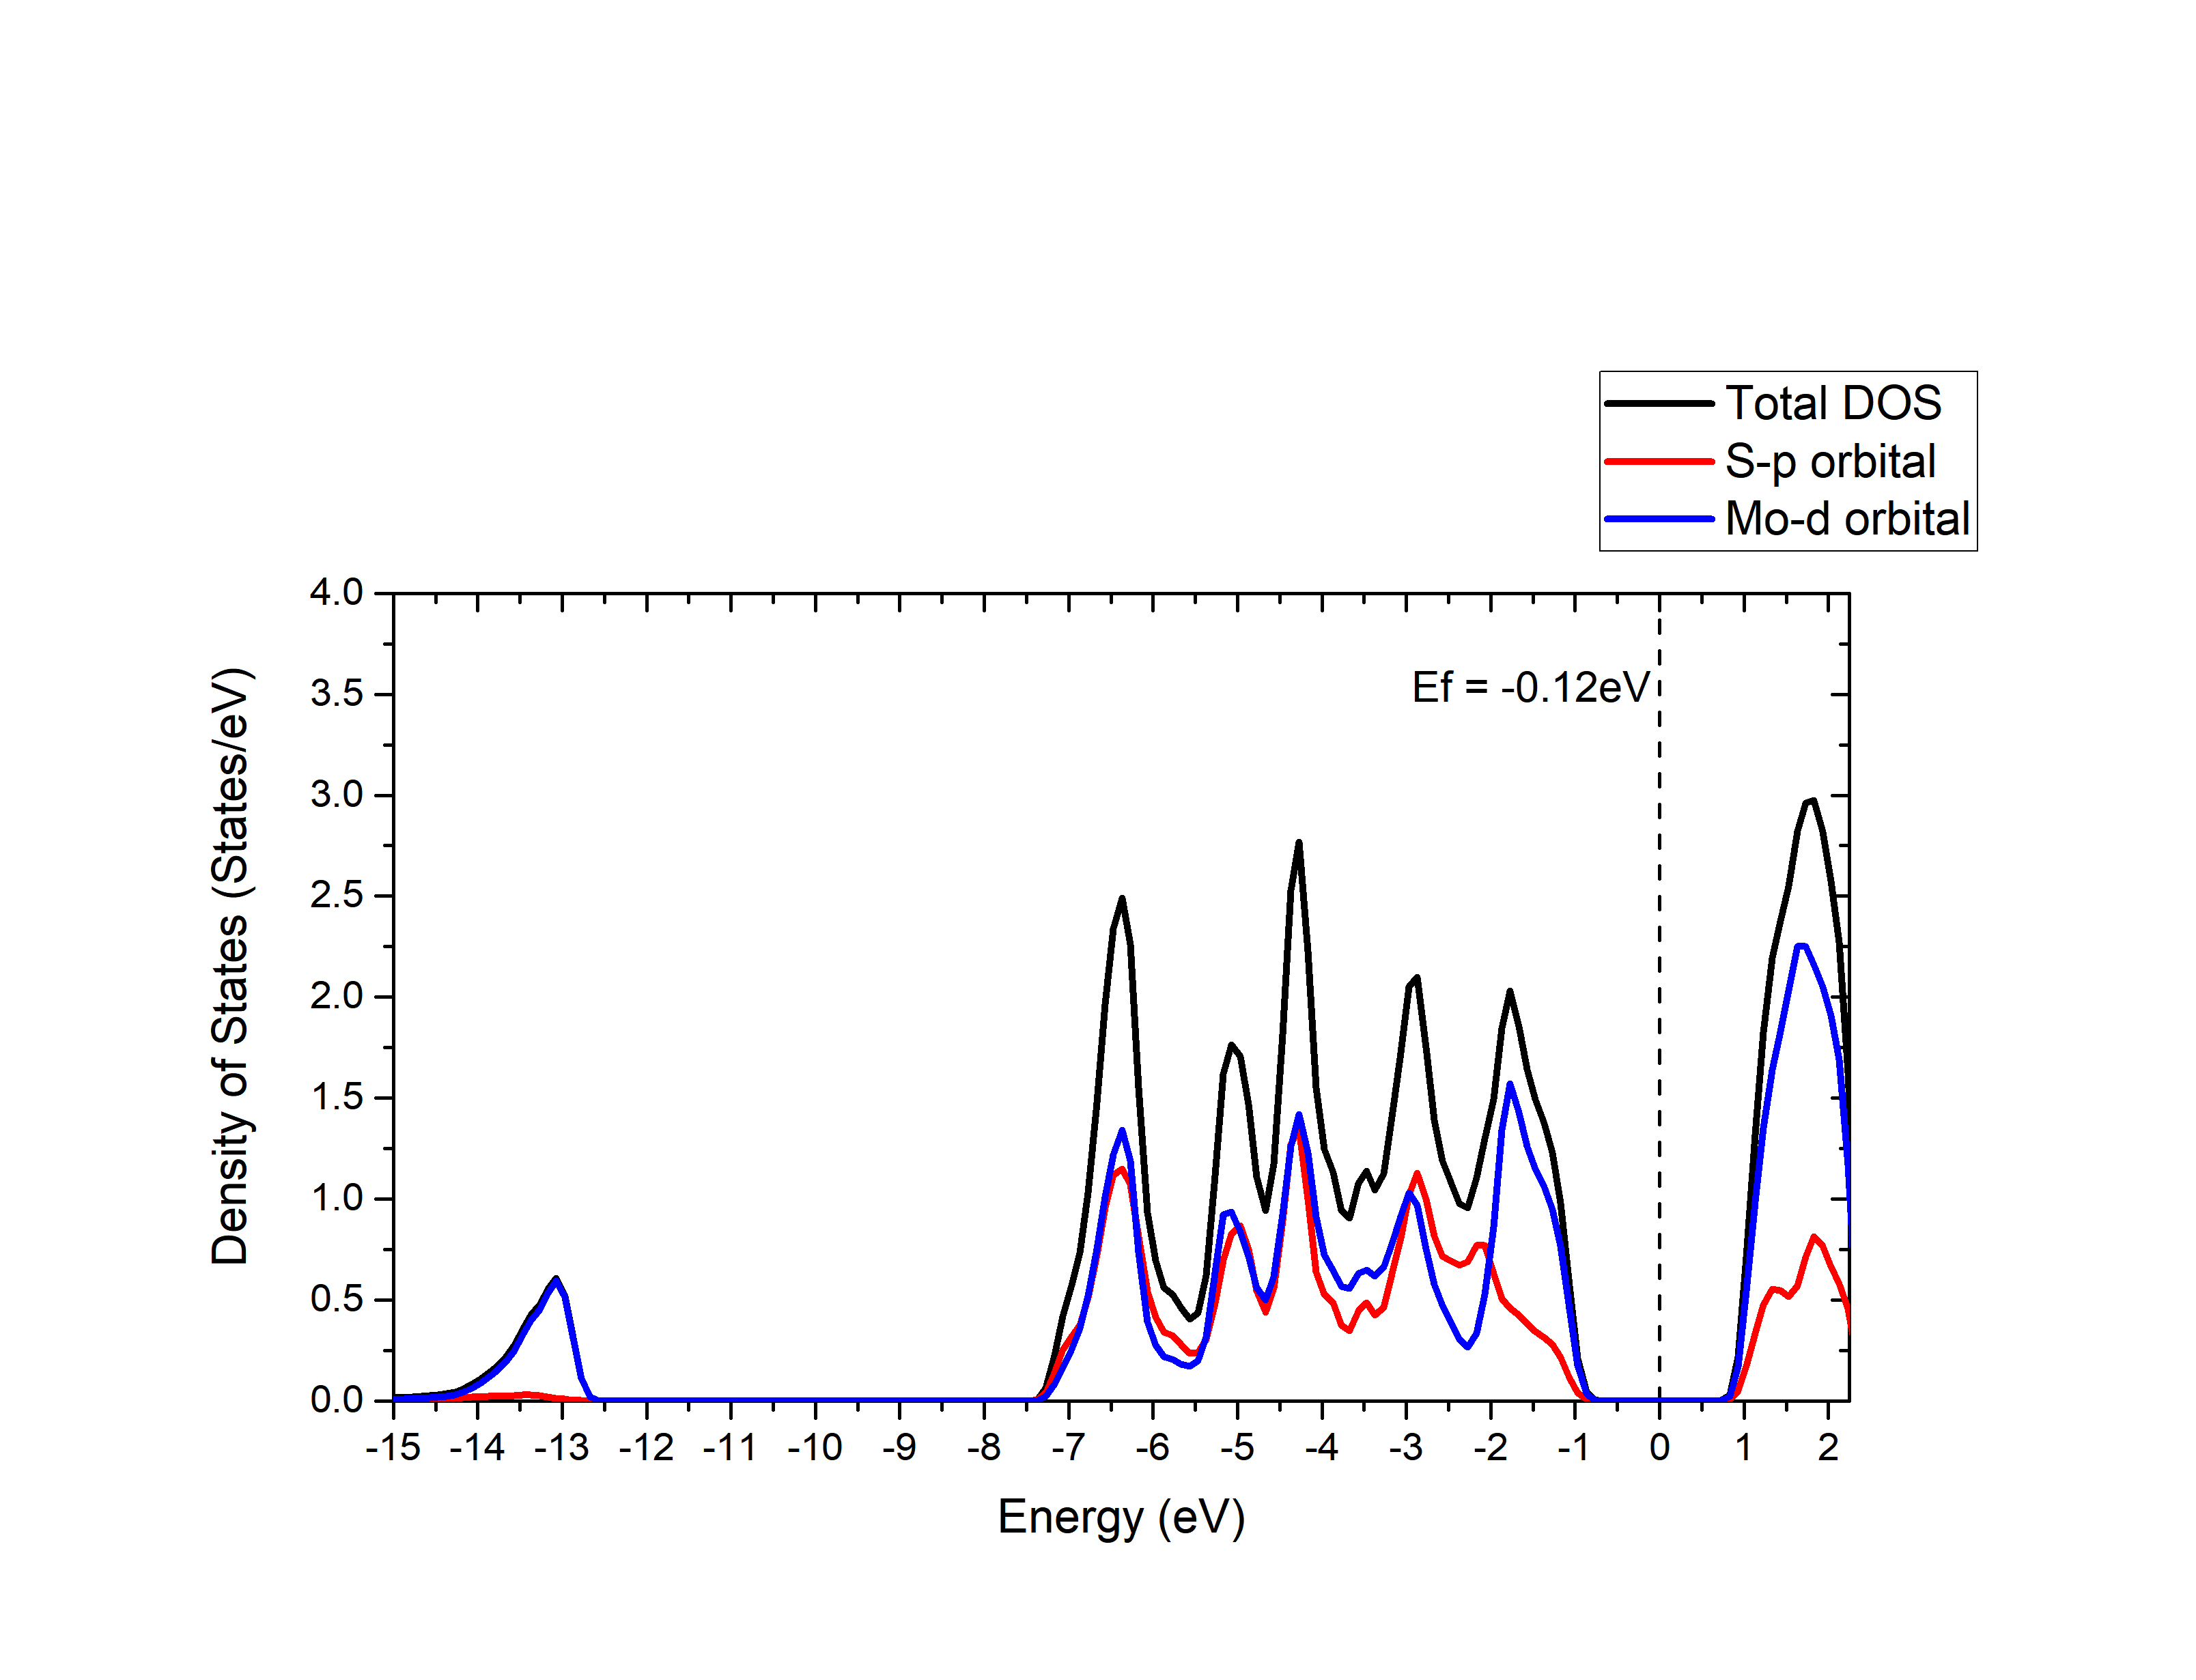 Total DOS
S-p orbital
Mo-d orbital
4.0
3.5
3.0
2.5
2.0
1.5
1.0
0.5
0.0
Density of States (States/eV)
Ef = -0.12eV
-15 -14 -13 -12 -11 -10 -9 -8 -7 -6 -5 -4 -3 -2 -1 0 1 2
Energy (eV)